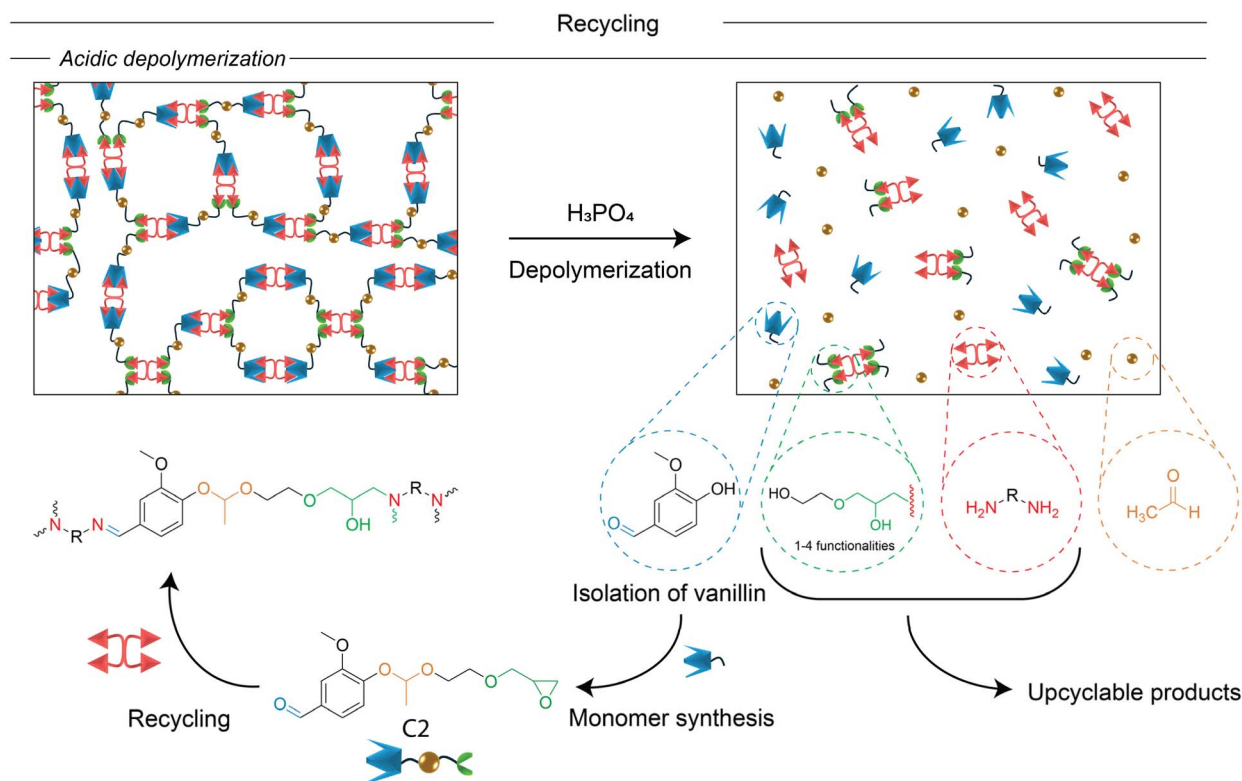 Recycling
Acidic depolymerization
H₃PO₄
Depolymerization
O
O
O
O
OH
N
R
N
N
R
N
O
OH
O
HO
O
OH
1-4 functionalities
H₂N
R
NH₂
O
H₃C
H
Isolation of vanillin
O
O
O
O
O
O
C2
Recycling
Monomer synthesis
Upcyclable products